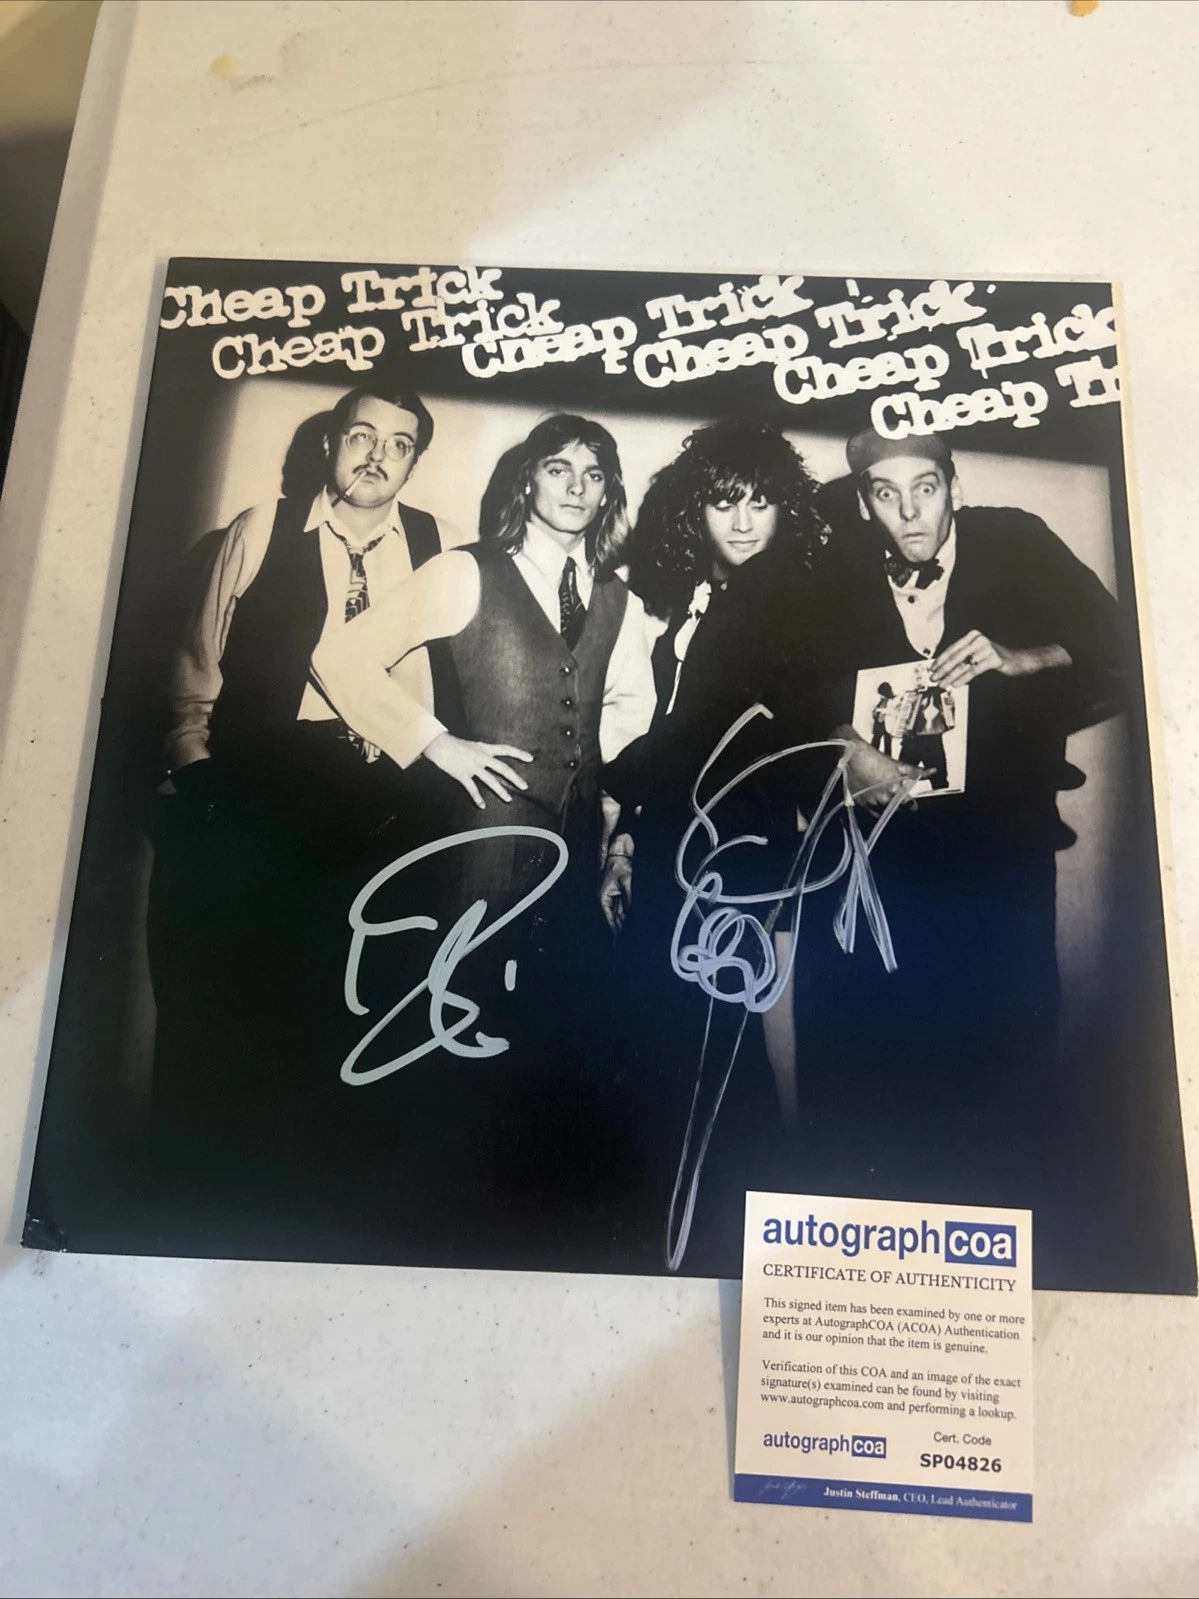 Cheap Trick
Cheap Trick
Cheap Trick
Cheap Trick
Cheap Trick
Cheap Tr
autographcoa
CERTIFICATE OF AUTHENTICITY
This signed item has been examined by one or more
experts at AutographCOA (ACOA) Authentication
and it is our opinion that the item is genuine.
Verification of this COA and an image of the exact
signature(s) examined can be found by visiting
www.autographcoa.com and performing a lookup.
autographcoa
Cert. Code
SP04826
Justin Steffman, CEO, Lead Authenticator